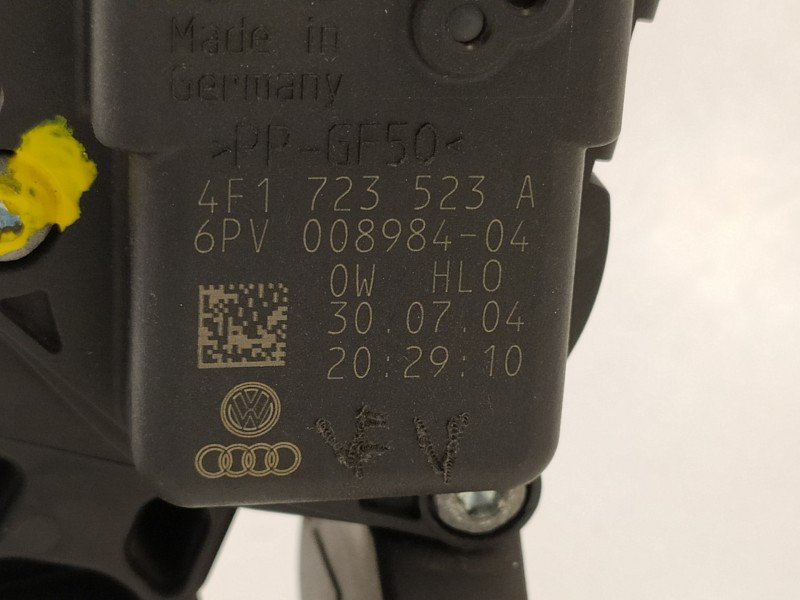 Made in
Germany
>PP-GF50<
4F1 723 523 A
6PV 008984-04
0W HL0
30.07.04
20:29:10